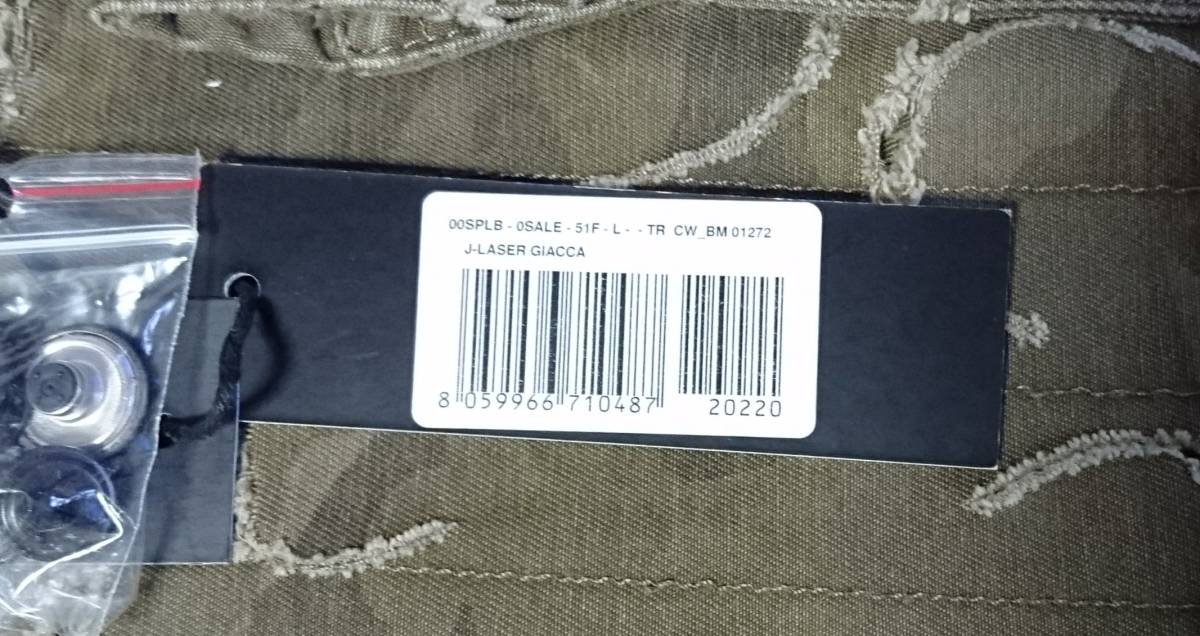 00SPLB - 0SALE - 51F - L - - TR CW_BM 01272
J-LASER GIACCA
8 059966 710487 20220